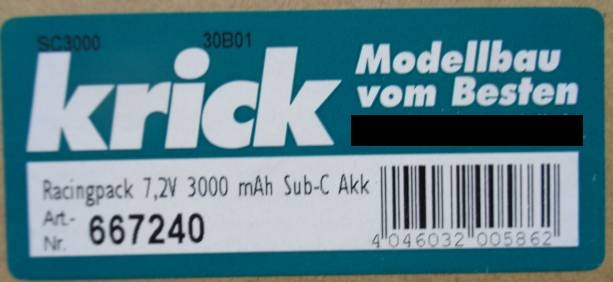 SC3000 30B01
krick
Modellbau
vom Besten
Racingpack 7,2V 3000 mAh Sub-C Akk
Art.-
Nr. 667240
4 046032 005862